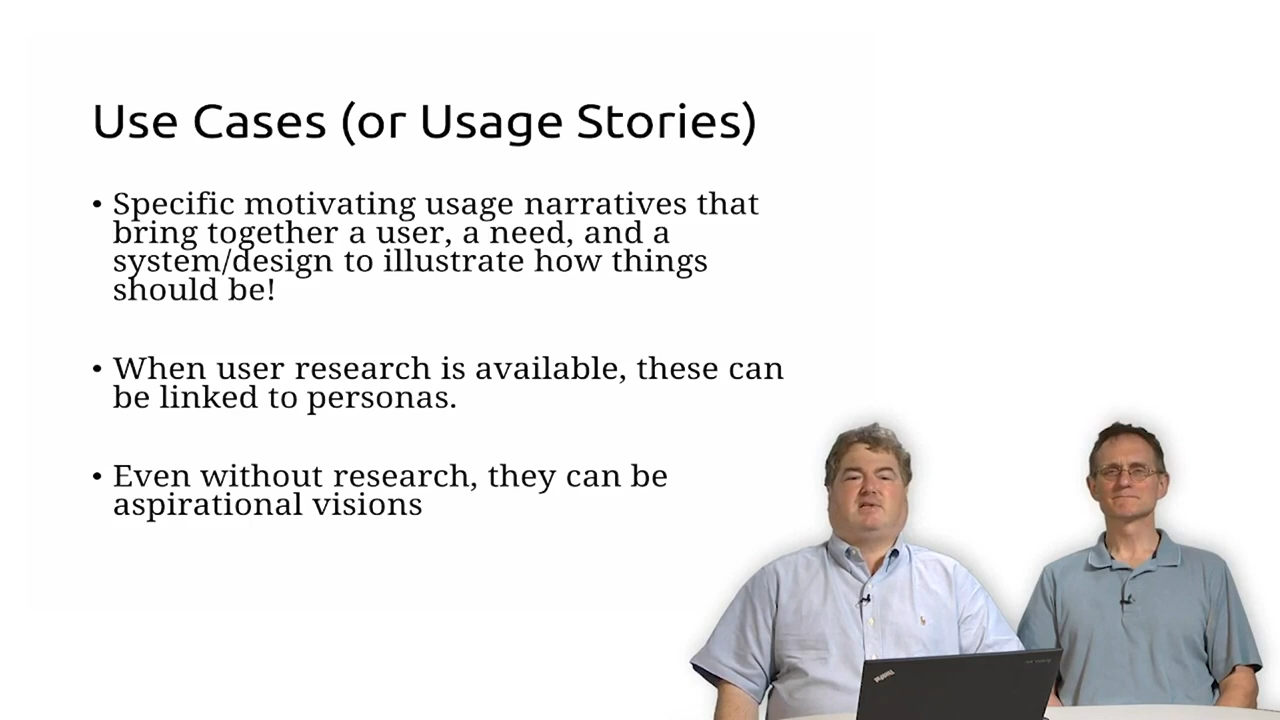 Use Cases (or Usage Stories)
• Specific motivating usage narratives that
bring together a user, a need, and a
system/design to illustrate how things
should be!
• When user research is available, these can
be linked to personas.
• Even without research, they can be
aspirational visions
ThinkPad